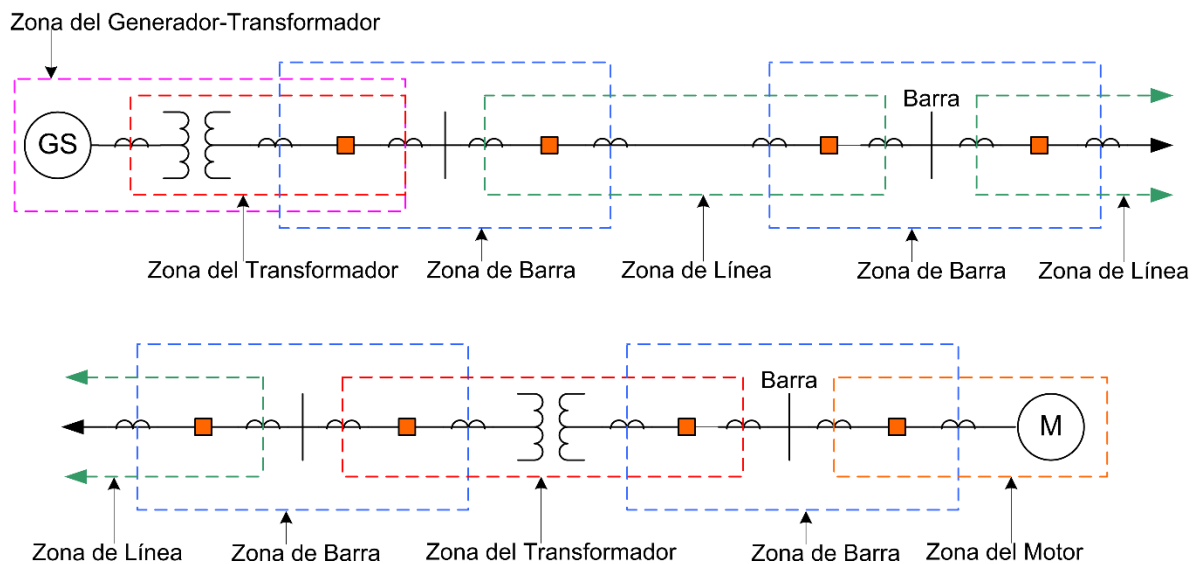 Zona del Generador-Transformador
Barra
GS
Zona del Transformador
Zona de Barra
Zona de Línea
Zona de Barra
Zona de Línea
Barra
M
Zona de Línea
Zona de Barra
Zona del Transformador
Zona de Barra
Zona del Motor